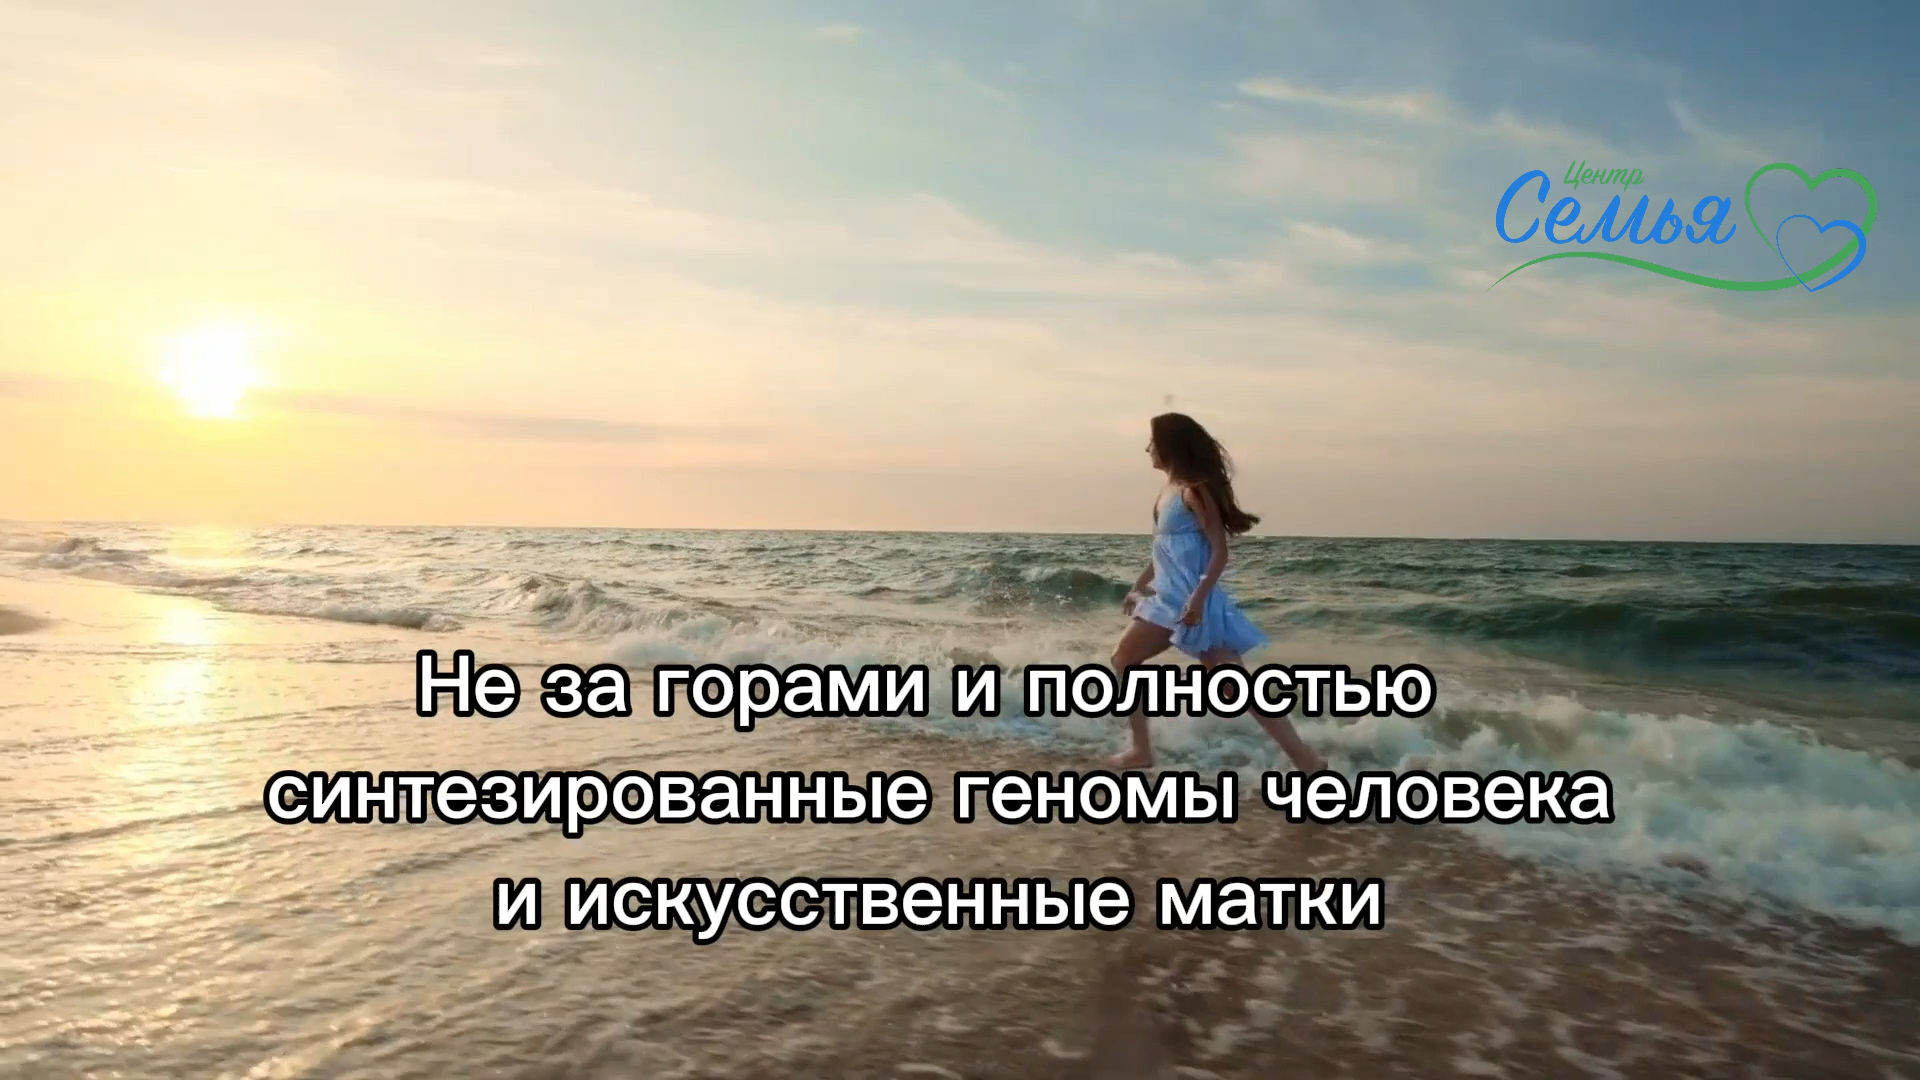 Центр
Семья
Не за горами и полностью
синтезированные геномы человека
и искусственные матки